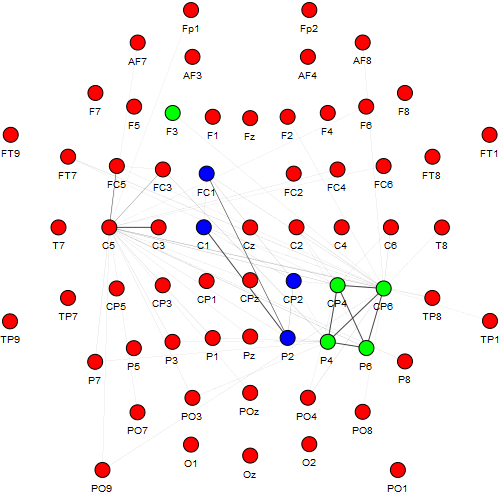 Fp1 Fp2
AF7 AF8
AF3 AF4
F7 F5 F3 F1 Fz F2 F4 F6 F8
FT9 FT7 FC5 FC3 FC1 FC2 FC4 FC6 FT8 FT1
T7 C5 C3 C1 Cz C2 C4 C6 T8
TP9 TP7 CP5 CP3 CP1 CPz CP2 CP4 CP6 TP8 TP1
P7 P5 P3 P1 Pz P2 P4 P6 P8
PO7 PO3 POz PO4 PO8
O1 O2
PO9 Oz PO1